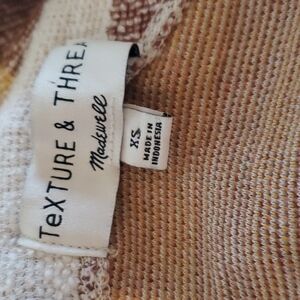 TeXTURE & THREA
Madewell
XS
MADE IN
INDONESIA